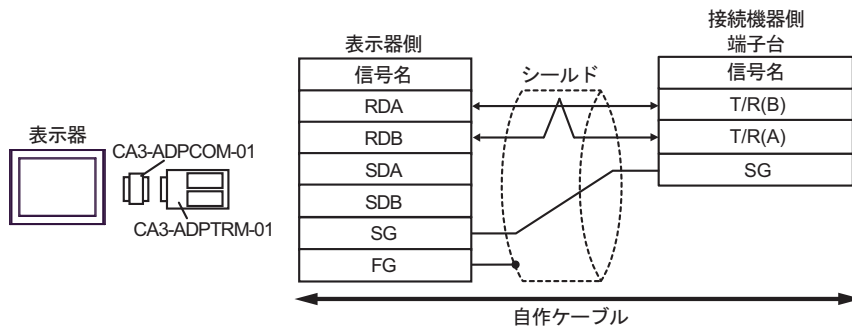 表示器
CA3-ADPCOM-01
CA3-ADPTRM-01
表示器側
信号名
RDA
RDB
SDA
SDB
SG
FG
シールド
接続機器側
端子台
信号名
T/R(B)
T/R(A)
SG
自作ケーブル